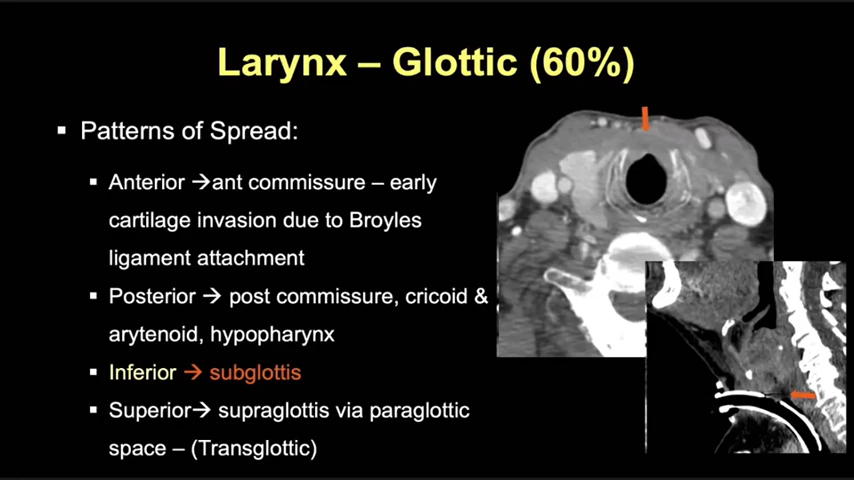 Larynx – Glottic (60%)
▪ Patterns of Spread:
▪ Anterior →ant commissure – early
cartilage invasion due to Broyles
ligament attachment
▪ Posterior → post commissure, cricoid &
arytenoid, hypopharynx
▪ Inferior → subglottis
▪ Superior→ supraglottis via paraglottic
space – (Transglottic)